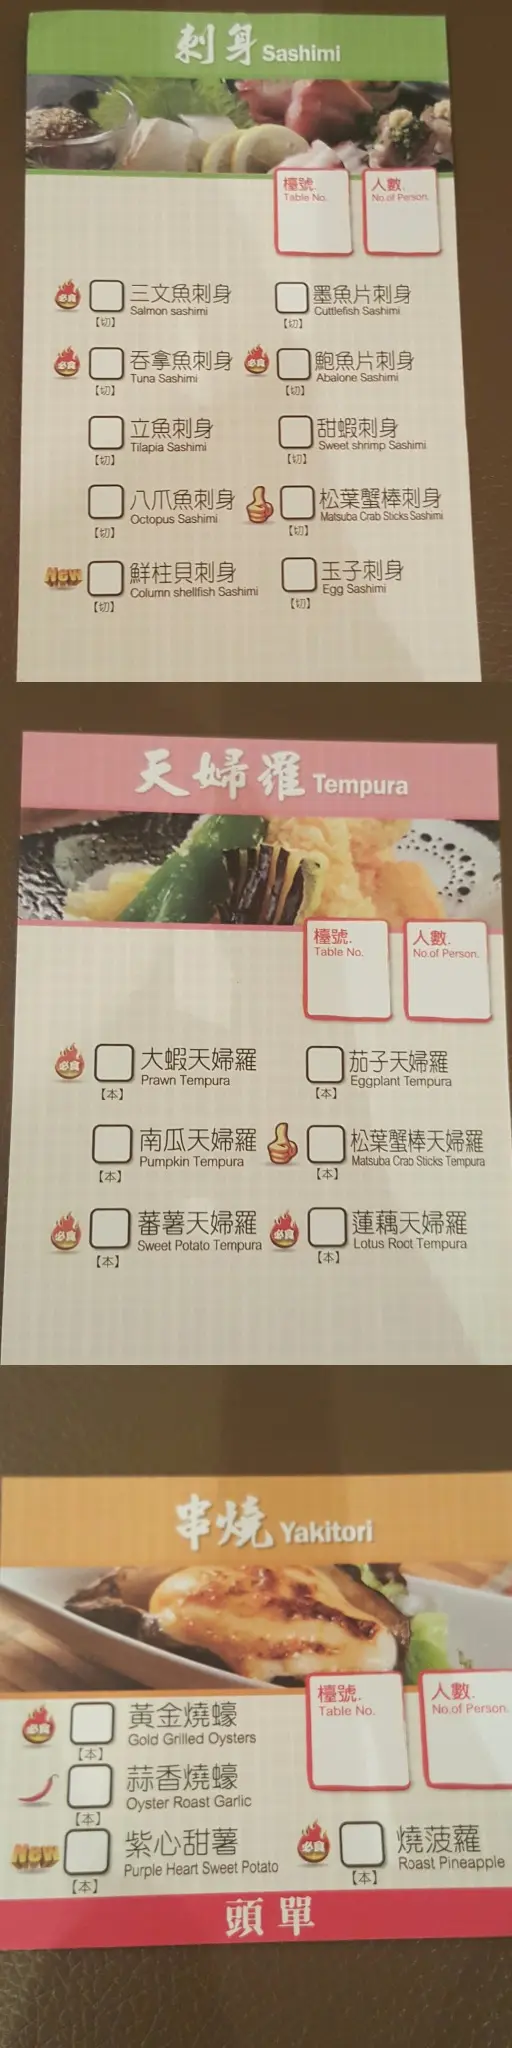 刺身 Sashimi
檯號.
Table No.
人數.
No.of Person.
必食
三文魚刺身
Salmon sashimi
【切】
墨魚片刺身
Cuttlefish Sashimi
【切】
必食
吞拿魚刺身
Tuna Sashimi
【切】
必食
鮑魚片刺身
Abalone Sashimi
【切】
立魚刺身
Tilapia Sashimi
【切】
甜蝦刺身
Sweet shrimp Sashimi
【切】
八爪魚刺身
Octopus Sashimi
【切】
松葉蟹棒刺身
Matsuba Crab Sticks Sashimi
【切】
New
鮮柱貝刺身
Column shellfish Sashimi
【切】
玉子刺身
Egg Sashimi
【切】
天婦羅 Tempura
檯號.
Table No.
人數.
No.of Person.
必食
大蝦天婦羅
Prawn Tempura
【本】
茄子天婦羅
Eggplant Tempura
【本】
南瓜天婦羅
Pumpkin Tempura
【本】
松葉蟹棒天婦羅
Matsuba Crab Sticks Tempura
【本】
必食
蕃薯天婦羅
Sweet Potato Tempura
【本】
必食
蓮藕天婦羅
Lotus Root Tempura
【本】
串燒 Yakitori
檯號.
Table No.
人數.
No.of Person.
必食
黃金燒蠔
Gold Grilled Oysters
【本】
蒜香燒蠔
Oyster Roast Garlic
【本】
New
紫心甜薯
Purple Heart Sweet Potato
【本】
必食
燒菠蘿
Roast Pineapple
【本】
頭單